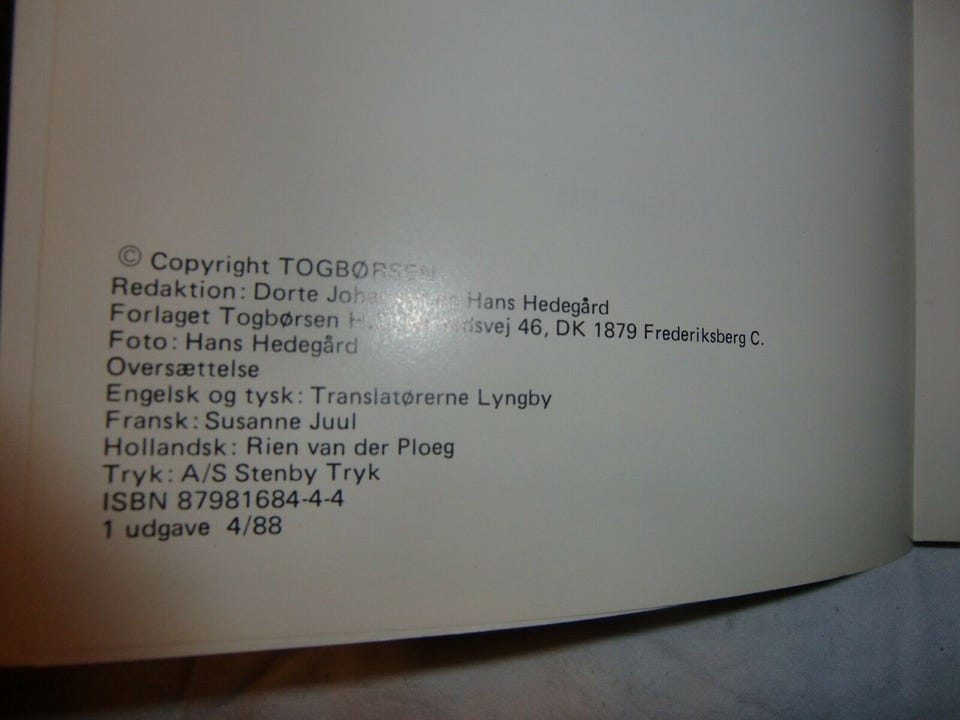 © Copyright TOGBØRSEN
Redaktion: Dorte Hans Hedegård
Forlaget Togbørsen 46, DK 1879 Frederiksberg C.
Foto: Hans Hedegård
Oversættelse
Engelsk og tysk: Translatørerne Lyngby
Fransk: Susanne Juul
Hollandsk: Rien van der Ploeg
Tryk: A/S Stenby Tryk
ISBN 87981684-4-4
1 udgave 4/88